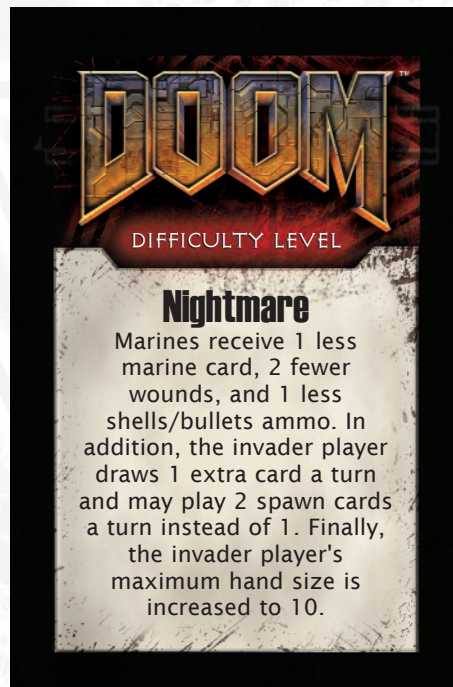 DOOM™
DIFFICULTY LEVEL
Nightmare
Marines receive 1 less
marine card, 2 fewer
wounds, and 1 less
shells/bullets ammo. In
addition, the invader player
draws 1 extra card a turn
and may play 2 spawn cards
a turn instead of 1. Finally,
the invader player's
maximum hand size is
increased to 10.